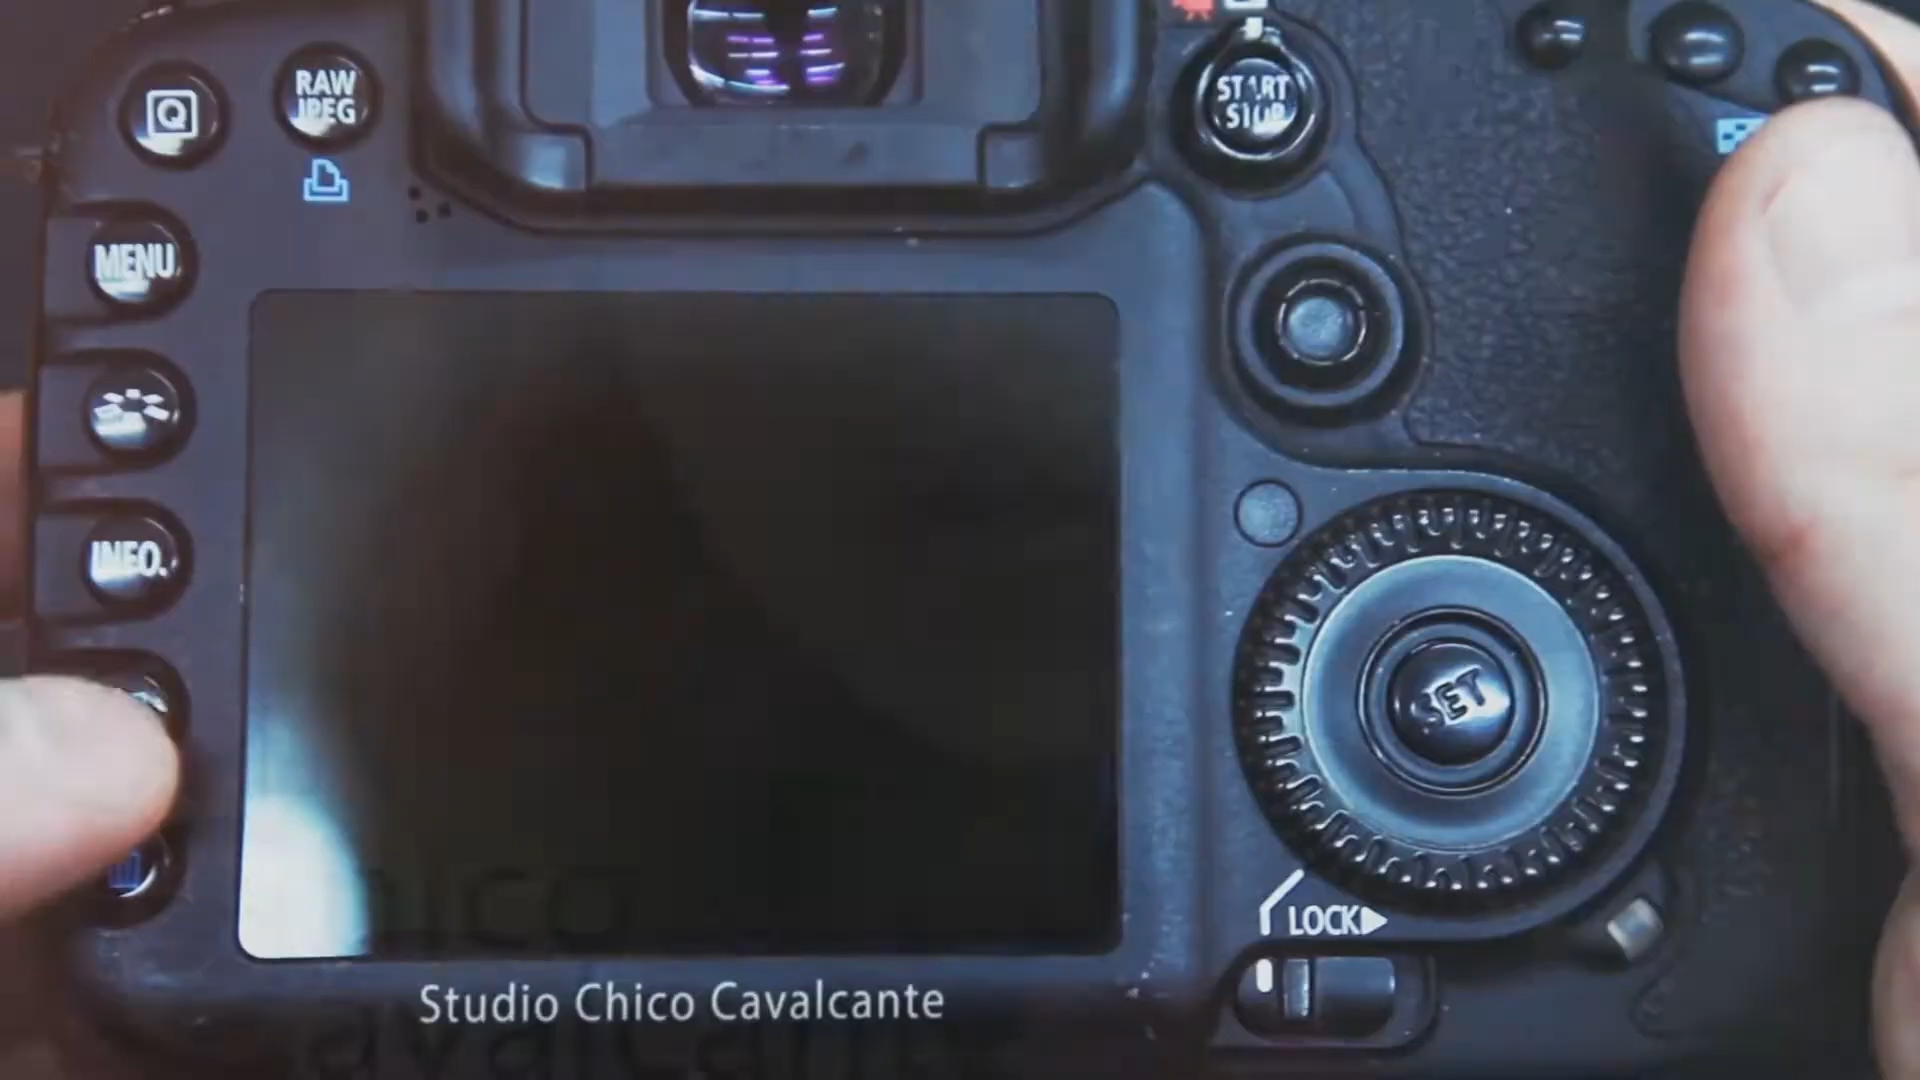 Q
RAW
JPEG
START
STOP
MENU
INFO.
SET
LOCK
Studio Chico Cavalcante